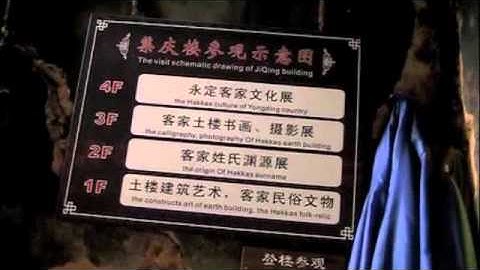 集庆楼参观示意图
The visit schematic drawing of JiQing building
4F 永定客家文化展
the Hakkas culture of Yongding country
3F 客家土楼书画、摄影展
the calligraphy, photography Of Hakkas earth building
2F 客家姓氏渊源展
the origin Of Hakkas surname
1F 土楼建筑艺术，客家民俗文物
the constructs art of earth building, the Hakkas folk-relic
登楼参观